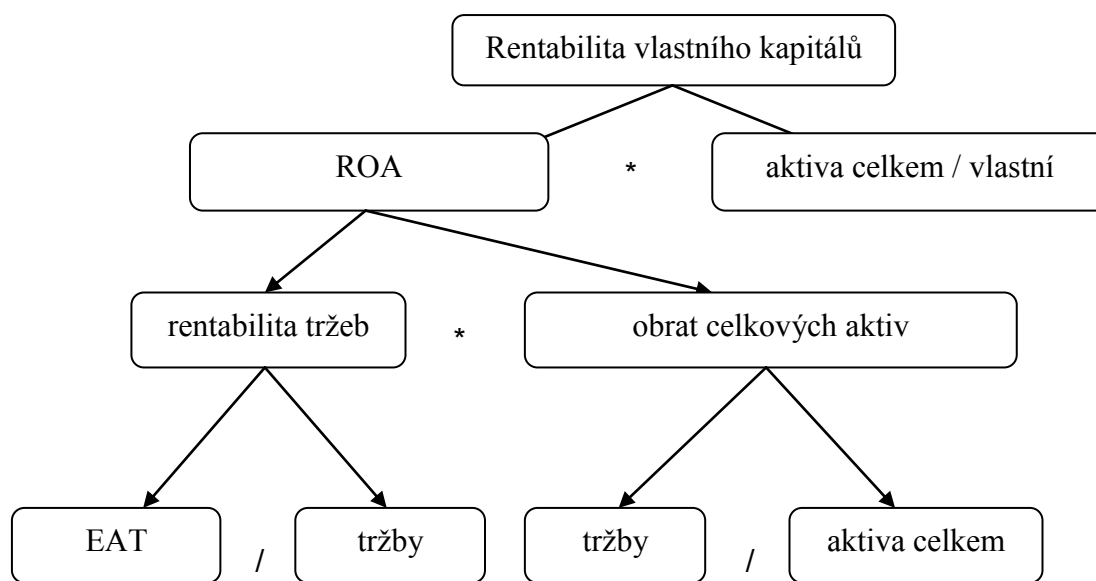 Rentabilita vlastního kapitálů
ROA * aktiva celkem / vlastní
rentabilita tržeb * obrat celkových aktiv
EAT / tržby tržby / aktiva celkem